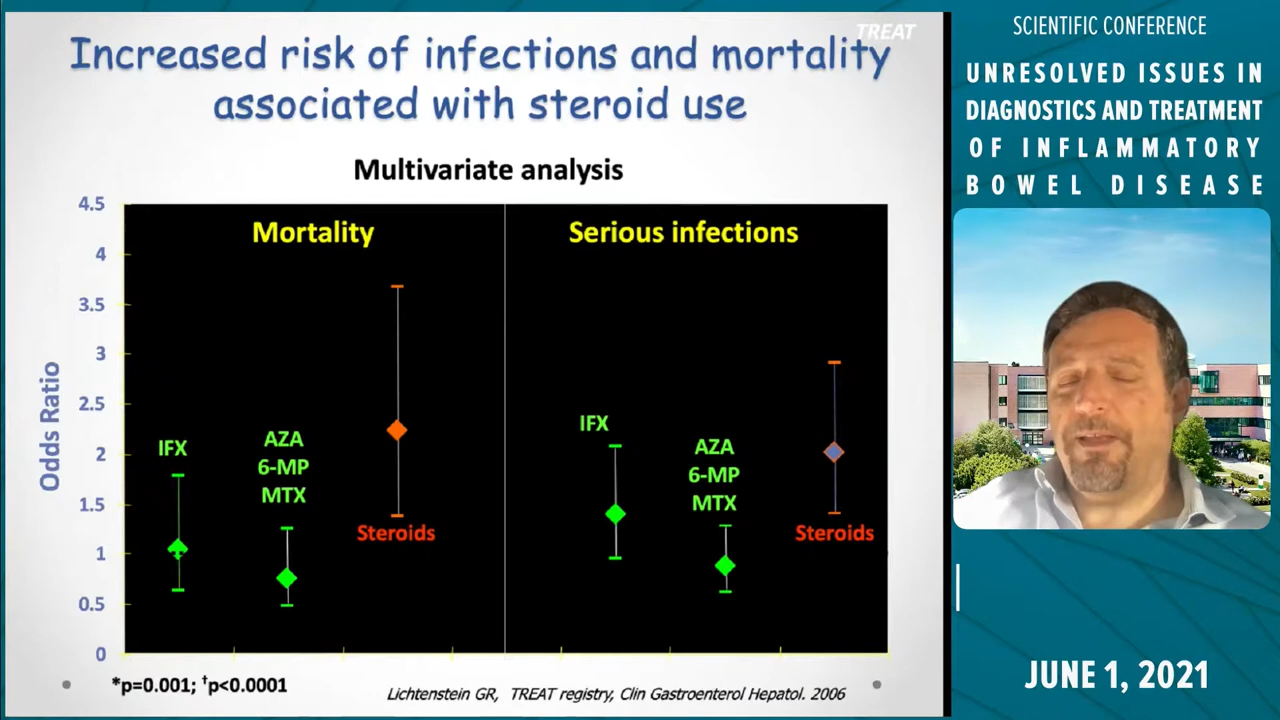 TREAT
Increased risk of infections and mortality
associated with steroid use
Multivariate analysis
4.5
4
3.5
3
2.5
2
1.5
1
0.5
0
Odds Ratio
Mortality
IFX
AZA
6-MP
MTX
Steroids
Serious infections
IFX
AZA
6-MP
MTX
Steroids
*p=0.001; †p<0.0001
Lichtenstein GR, TREAT registry, Clin Gastroenterol Hepatol. 2006
SCIENTIFIC CONFERENCE
UNRESOLVED ISSUES IN
DIAGNOSTICS AND TREATMENT
OF INFLAMMATORY
BOWEL DISEASE
JUNE 1, 2021